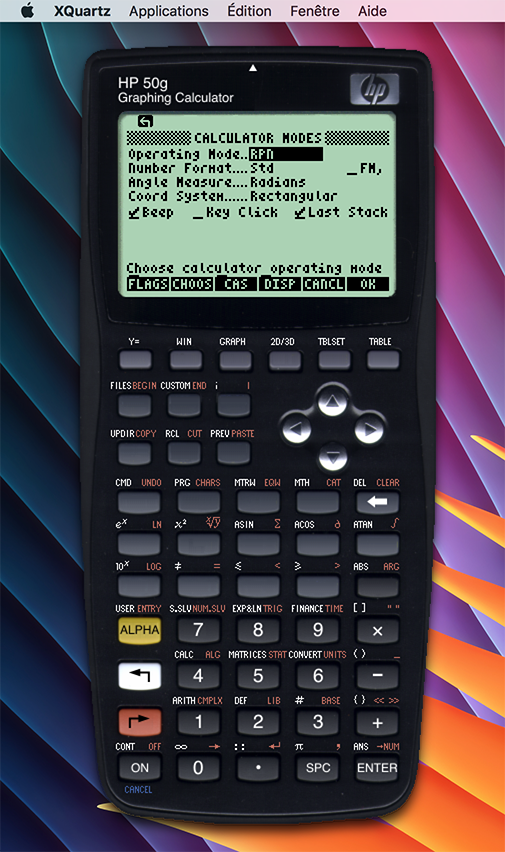 XQuartz Applications Édition Fenêtre Aide
HP 50g
Graphing Calculator
hp
CALCULATOR MODES
Operating Mode..RPN
Number Format....Std _FM,
Angle Measure....Radians
Coord System......Rectangular
✓Beep _Key Click ✓Last Stack
Choose calculator operating mode
FLAGS CHOOS CAS DISP CANCL OK
Y= WIN GRAPH 2D/3D TBLSET TABLE
FILES BEGIN CUSTOM END i I
UPDIR COPY RCL CUT PREV PASTE
CMD UNDO PRG CHARS MTRW EQW MTH CAT DEL CLEAR
eˣ LN x² ˣ√y ASIN Σ ACOS ∂ ATAN ∫
10ˣ LOG ≠ = ≤ < ≥ > ABS ARG
USER ENTRY S.SLV NUM.SLV EXP&LN TRIG FINANCE TIME [ ] " "
ALPHA 7 8 9 ×
CALC ALG MATRICES STAT CONVERT UNITS ( ) _
4 5 6 −
ARITH CMPLX DEF LIB # BASE { } << >>
1 2 3 +
CONT OFF ∞ → : : ↵ π , ANS →NUM
ON 0 . SPC ENTER
CANCEL